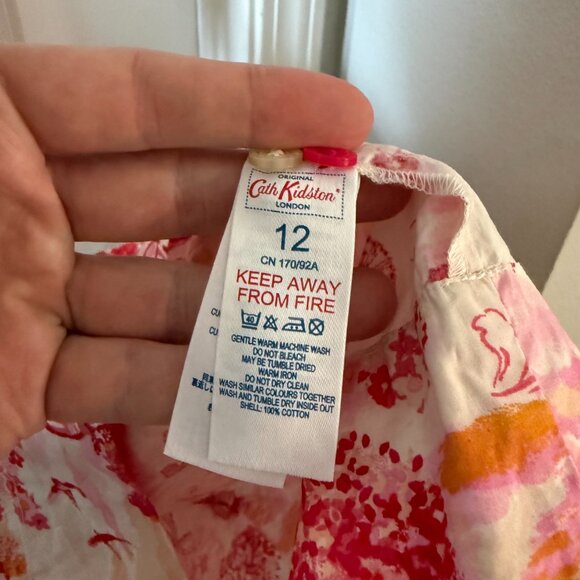 ORIGINAL
Cath Kidston
LONDON
12
CN 170/92A
KEEP AWAY
FROM FIRE
40
GENTLE WARM MACHINE WASH
DO NOT BLEACH
MAY BE TUMBLE DRIED
WARM IRON
DO NOT DRY CLEAN
WASH SIMILAR COLOURS TOGETHER
WASH AND TUMBLE DRY INSIDE OUT
SHELL: 100% COTTON